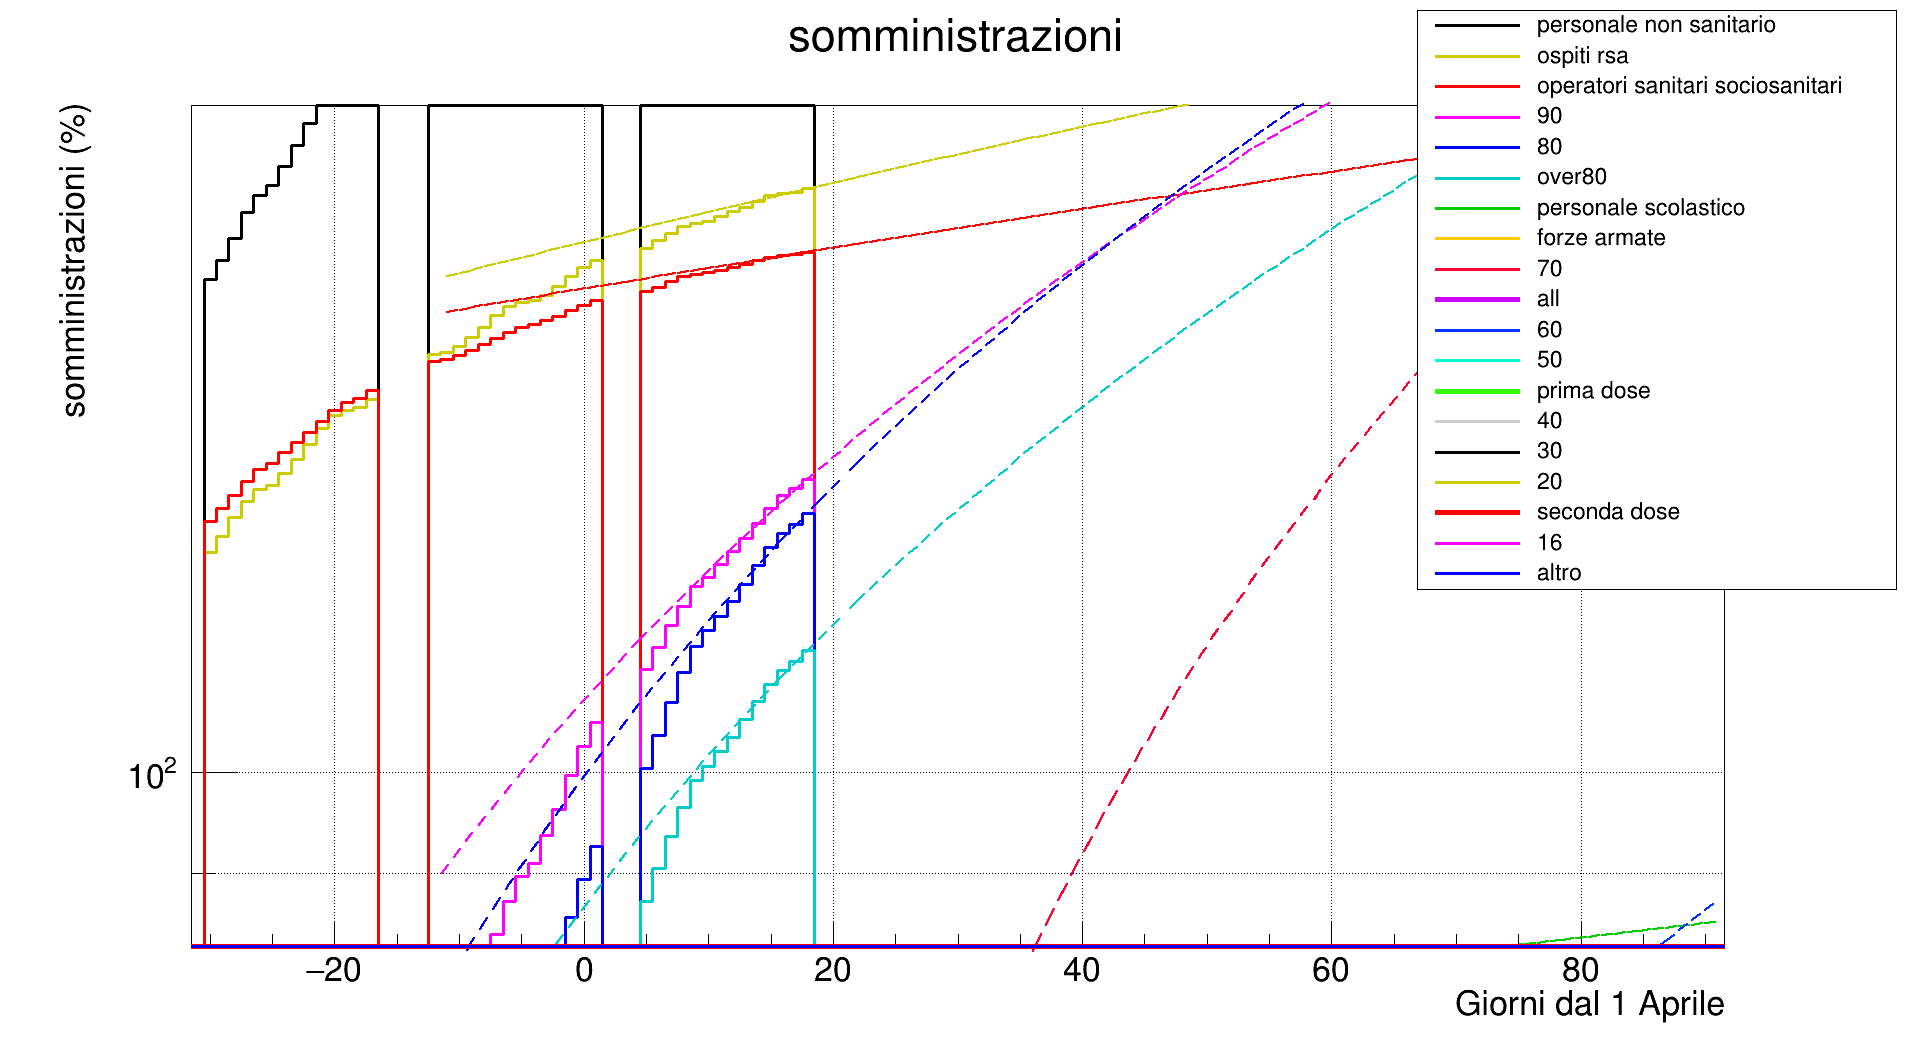 somministrazioni
somministrazioni (%)
personale non sanitario
ospiti rsa
operatori sanitari sociosanitari
90
80
over80
personale scolastico
forze armate
70
all
60
50
prima dose
40
30
20
seconda dose
16
altro
10²
−20 0 20 40 60 80
Giorni dal 1 Aprile